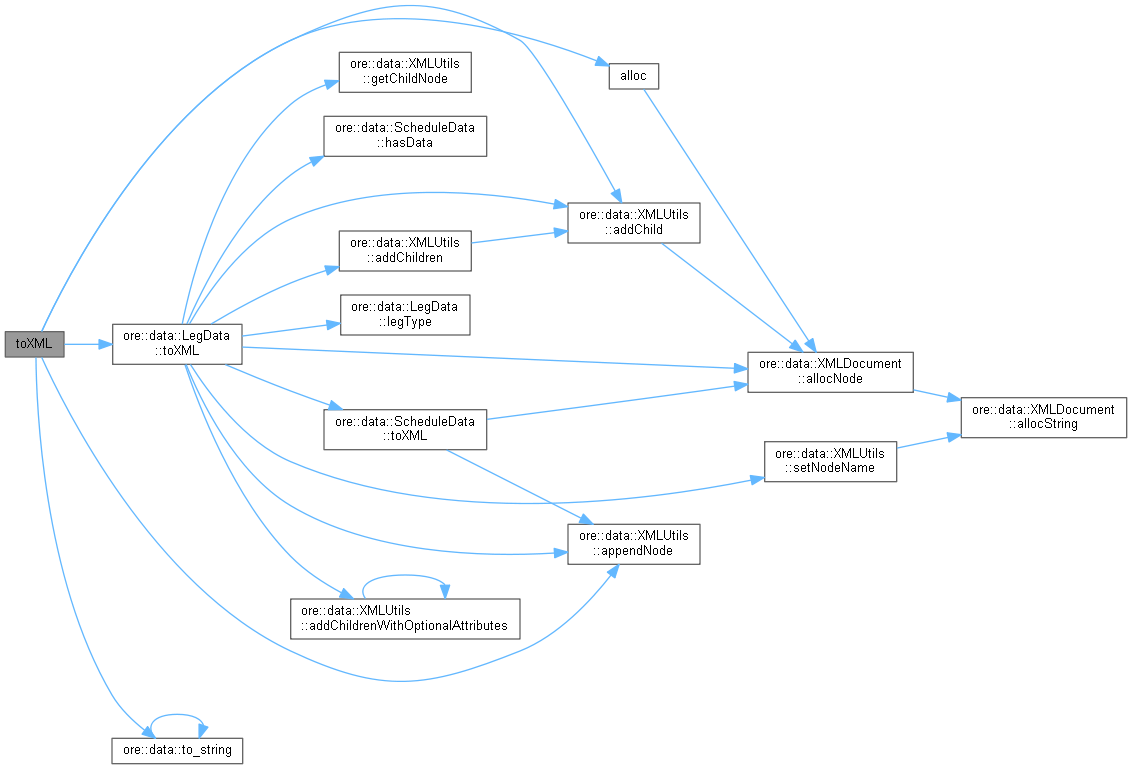 alloc
ore::data::XMLUtils
::getChildNode
ore::data::ScheduleData
::hasData
ore::data::XMLUtils
::addChild
ore::data::XMLUtils
::addChildren
ore::data::LegData
::legType
toXML
ore::data::LegData
::toXML
ore::data::XMLDocument
::allocNode
ore::data::ScheduleData
::toXML
ore::data::XMLDocument
::allocString
ore::data::XMLUtils
::setNodeName
ore::data::XMLUtils
::appendNode
ore::data::XMLUtils
::addChildrenWithOptionalAttributes
ore::data::to_string